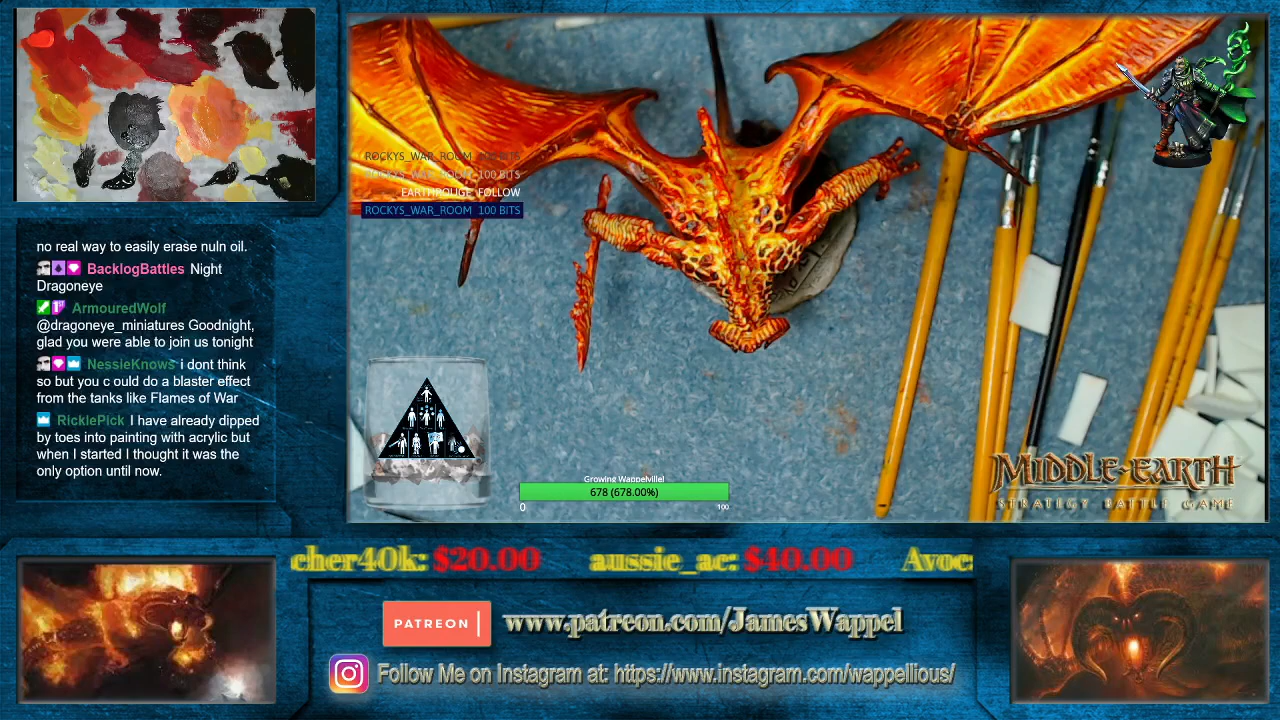 no real way to easily erase nuln oil.
BacklogBattles Night
Dragoneye
ArmouredWolf
@dragoneye_miniatures Goodnight,
glad you were able to join us tonight
NessieKnows i dont think
so but you c ould do a blaster effect
from the tanks like Flames of War
RicklePick I have already dipped
by toes into painting with acrylic but
when I started I thought it was the
only option until now.
ROCKYS_WAR_ROOM 100 BITS
ROCKYS_WAR_ROOM 100 BITS
EARTHROUGE FOLLOW
ROCKYS_WAR_ROOM 100 BITS
Growing Wappelville!
678 (678.00%)
0 100
MIDDLE-EARTH
STRATEGY BATTLE GAME
cher40k: $20.00 aussie_ac: $40.00 Avoc
PATREON
www.patreon.com/JamesWappel
Follow Me on Instagram at: https://www.instagram.com/wappellious/